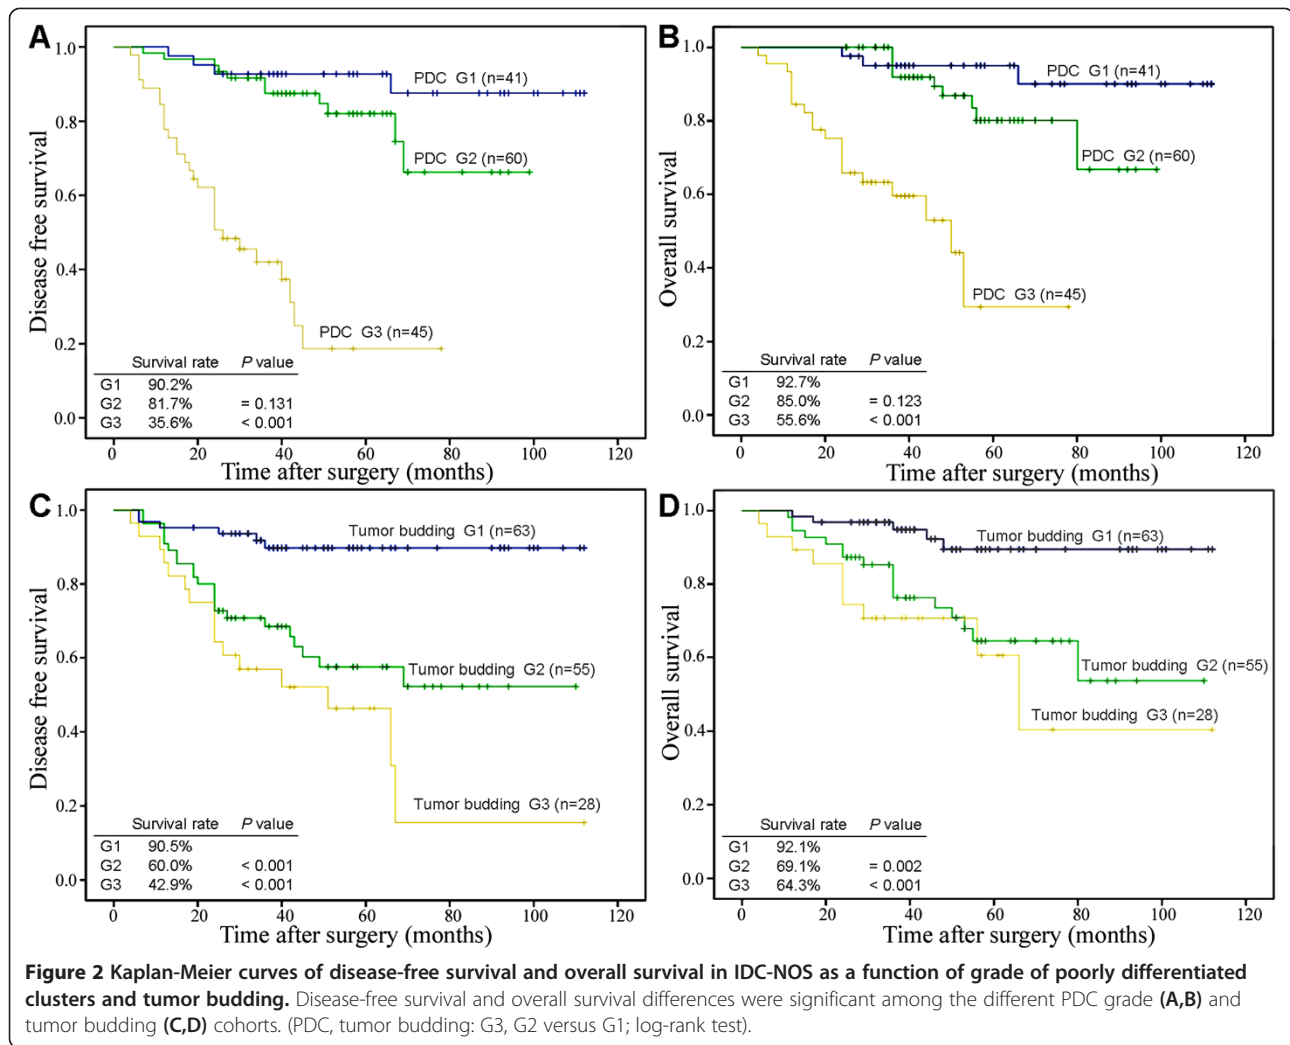 A
1.0
0.8
0.6
0.4
0.2
0.0
Disease free survival
PDC G1 (n=41)
PDC G2 (n=60)
PDC G3 (n=45)
Survival rate P value
G1 90.2%
G2 81.7% = 0.131
G3 35.6% < 0.001
0 20 40 60 80 100 120
Time after surgery (months)
B
1.0
0.8
0.6
0.4
0.2
0.0
Overall survival
PDC G1 (n=41)
PDC G2 (n=60)
PDC G3 (n=45)
Survival rate P value
G1 92.7%
G2 85.0% = 0.123
G3 55.6% < 0.001
0 20 40 60 80 100 120
Time after surgery (months)
C
1.0
0.8
0.6
0.4
0.2
0.0
Disease free survival
Tumor budding G1 (n=63)
Tumor budding G2 (n=55)
Tumor budding G3 (n=28)
Survival rate P value
G1 90.5%
G2 60.0% < 0.001
G3 42.9% < 0.001
0 20 40 60 80 100 120
Time after surgery (months)
D
1.0
0.8
0.6
0.4
0.2
0.0
Overall survival
Tumor budding G1 (n=63)
Tumor budding G2 (n=55)
Tumor budding G3 (n=28)
Survival rate P value
G1 92.1%
G2 69.1% = 0.002
G3 64.3% < 0.001
0 20 40 60 80 100 120
Time after surgery (months)
Figure 2 Kaplan-Meier curves of disease-free survival and overall survival in IDC-NOS as a function of grade of poorly differentiated
clusters and tumor budding. Disease-free survival and overall survival differences were significant among the different PDC grade (A,B) and
tumor budding (C,D) cohorts. (PDC, tumor budding: G3, G2 versus G1; log-rank test).